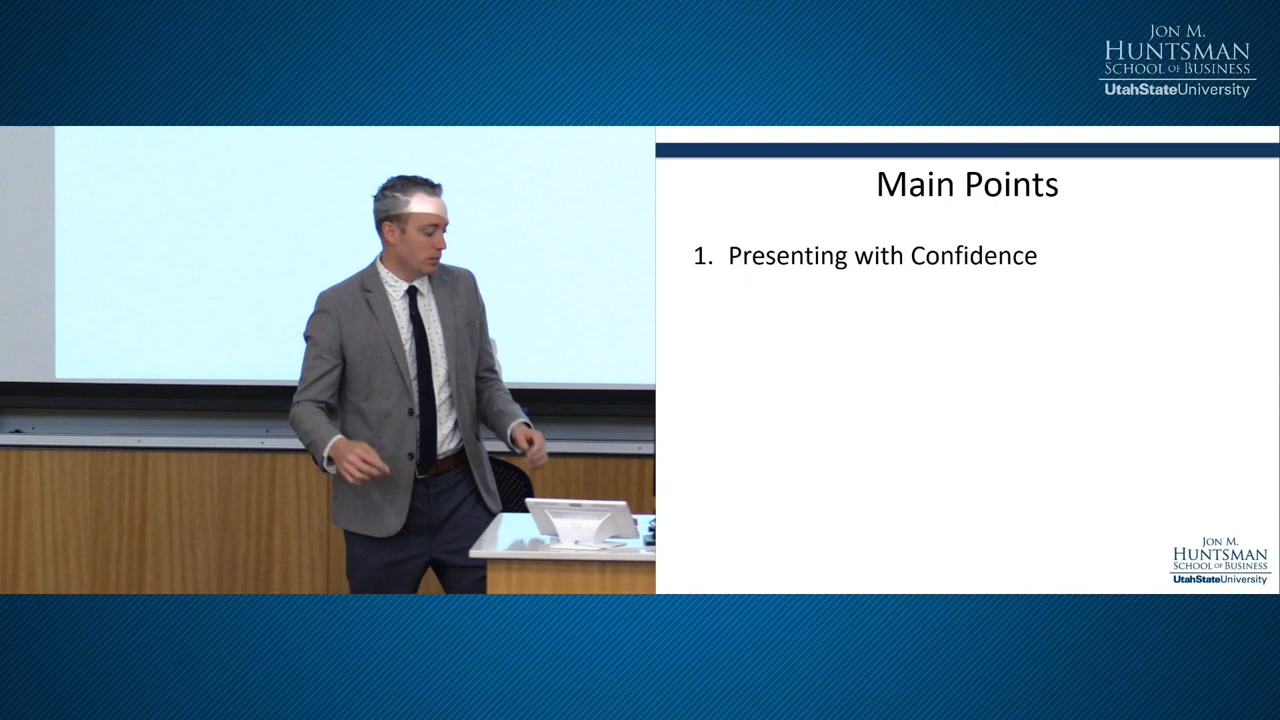 JON M.
HUNTSMAN
SCHOOL OF BUSINESS
UtahStateUniversity
Main Points
1. Presenting with Confidence
JON M.
HUNTSMAN
SCHOOL OF BUSINESS
UtahStateUniversity